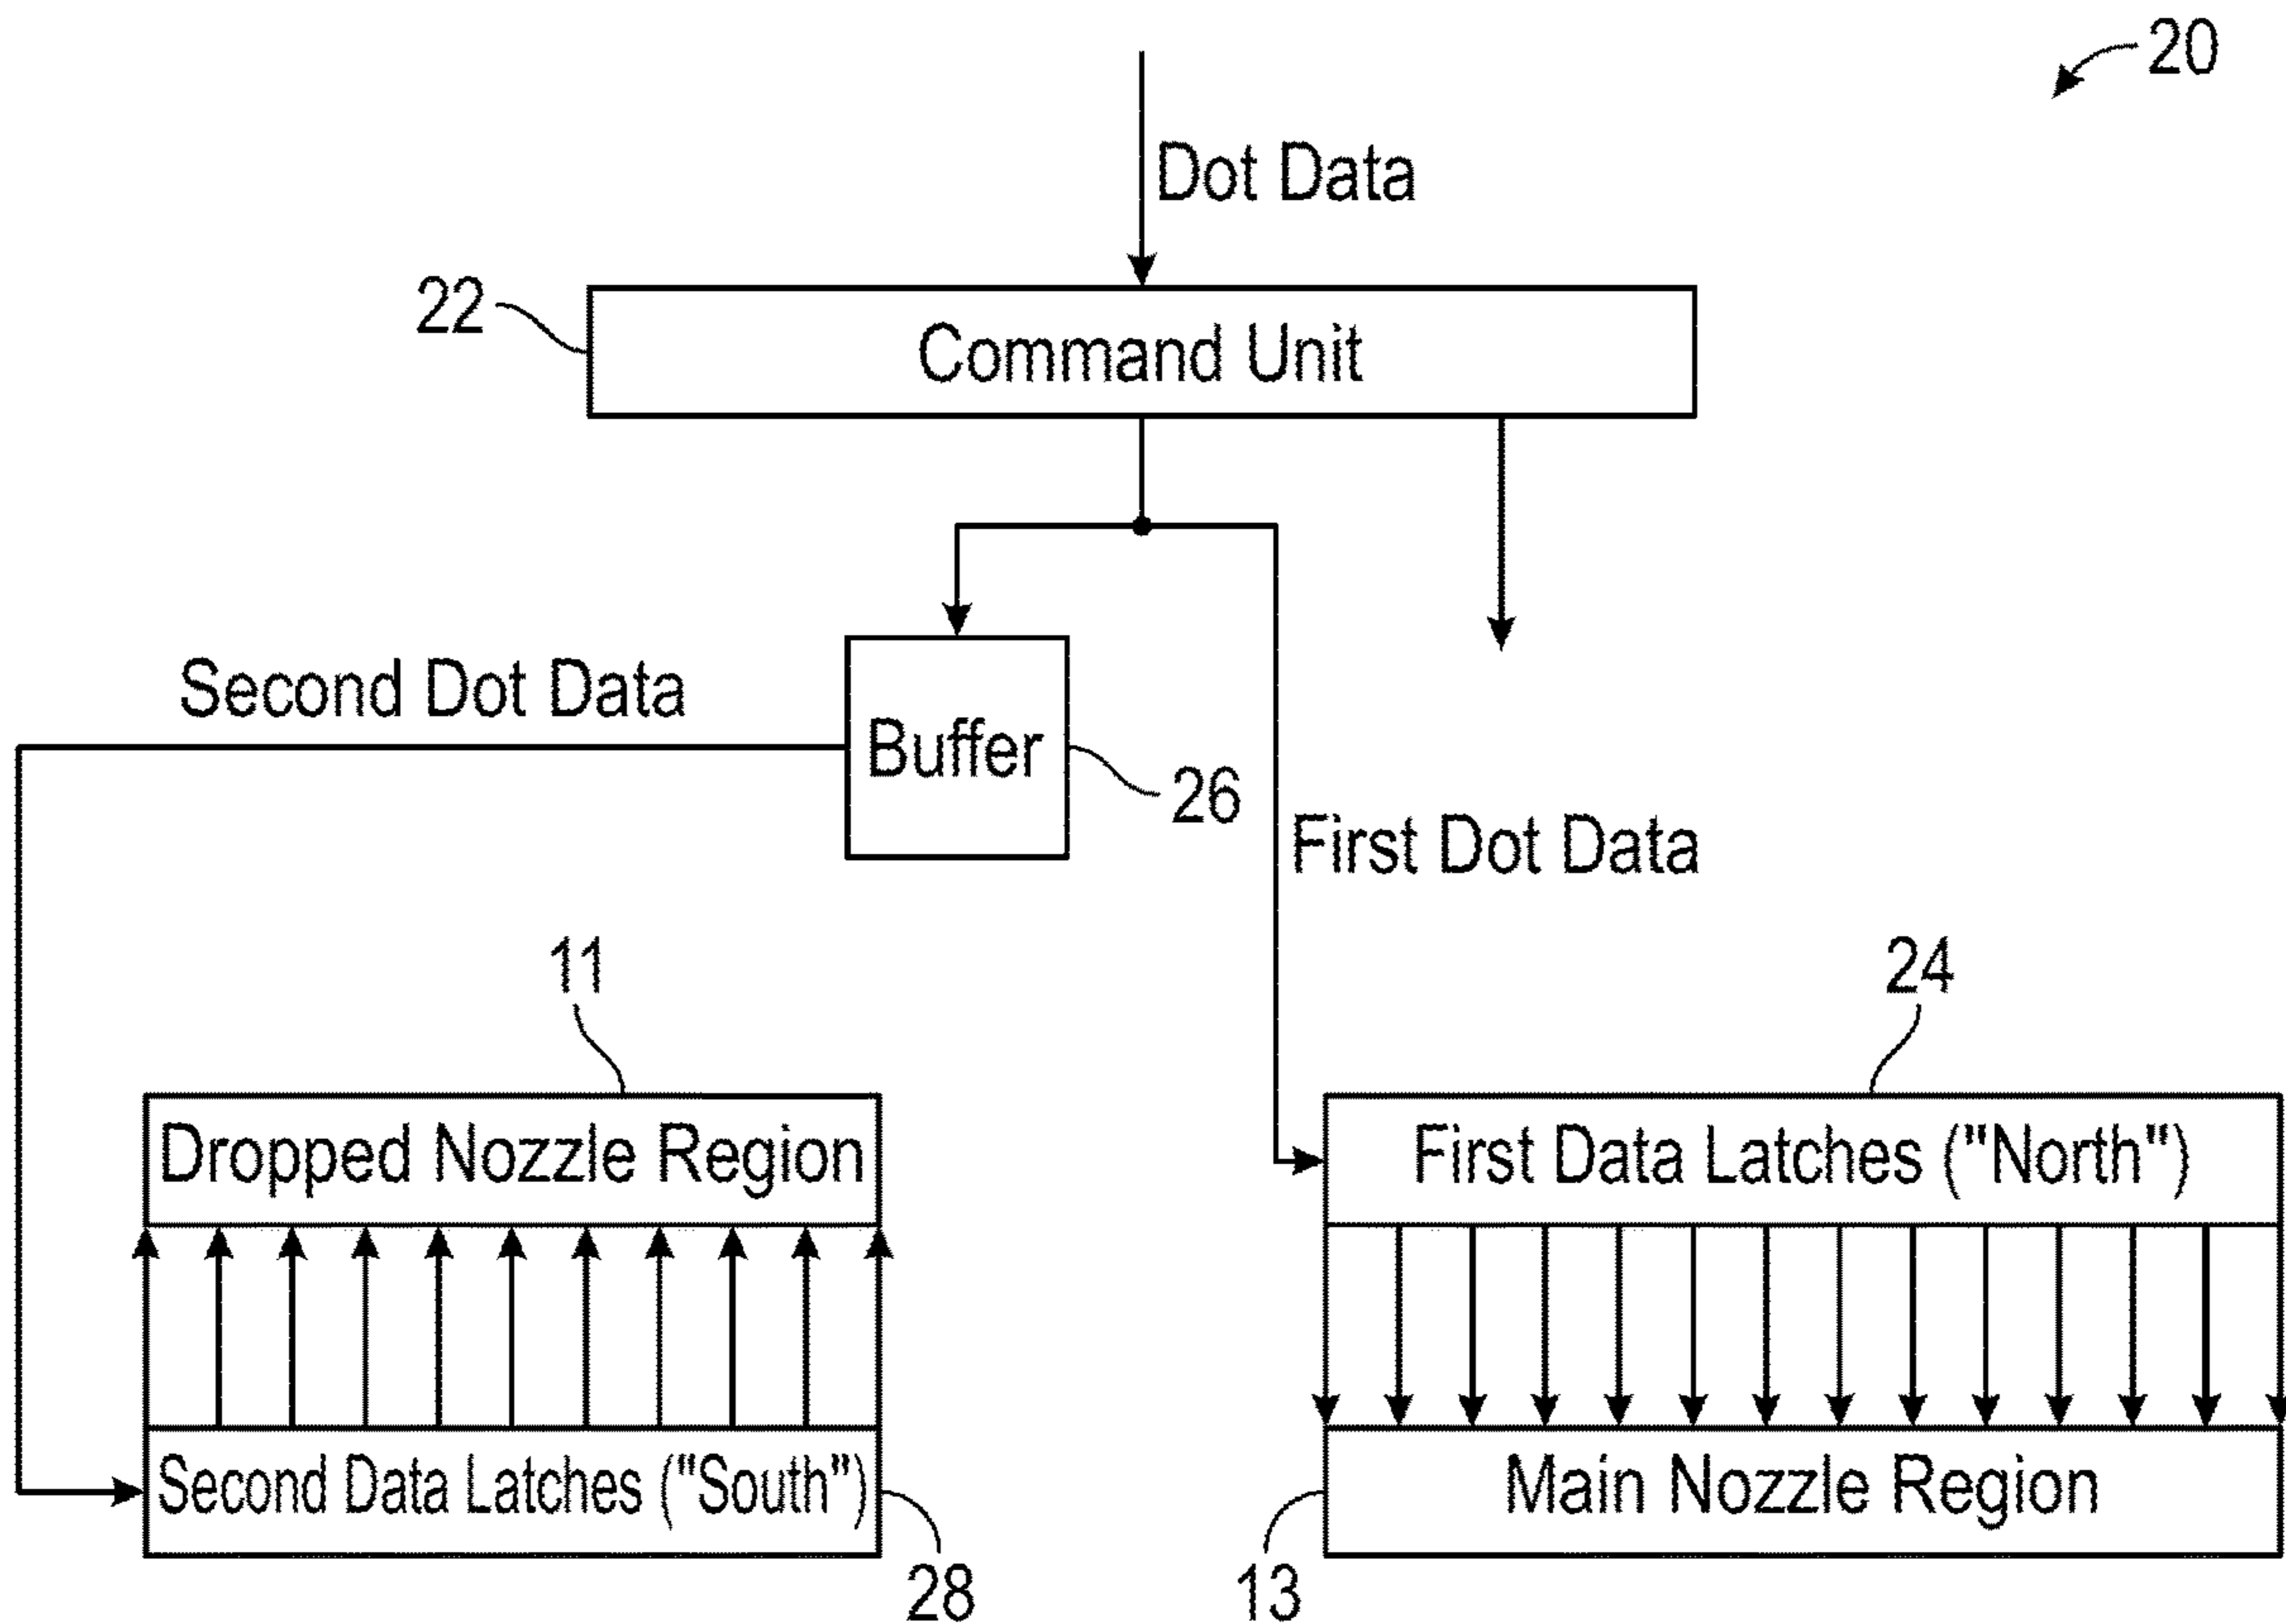 20
Dot Data
22
Command Unit
Second Dot Data
Buffer
26
First Dot Data
11
24
Dropped Nozzle Region
First Data Latches ("North")
Second Data Latches ("South")
Main Nozzle Region
28
13